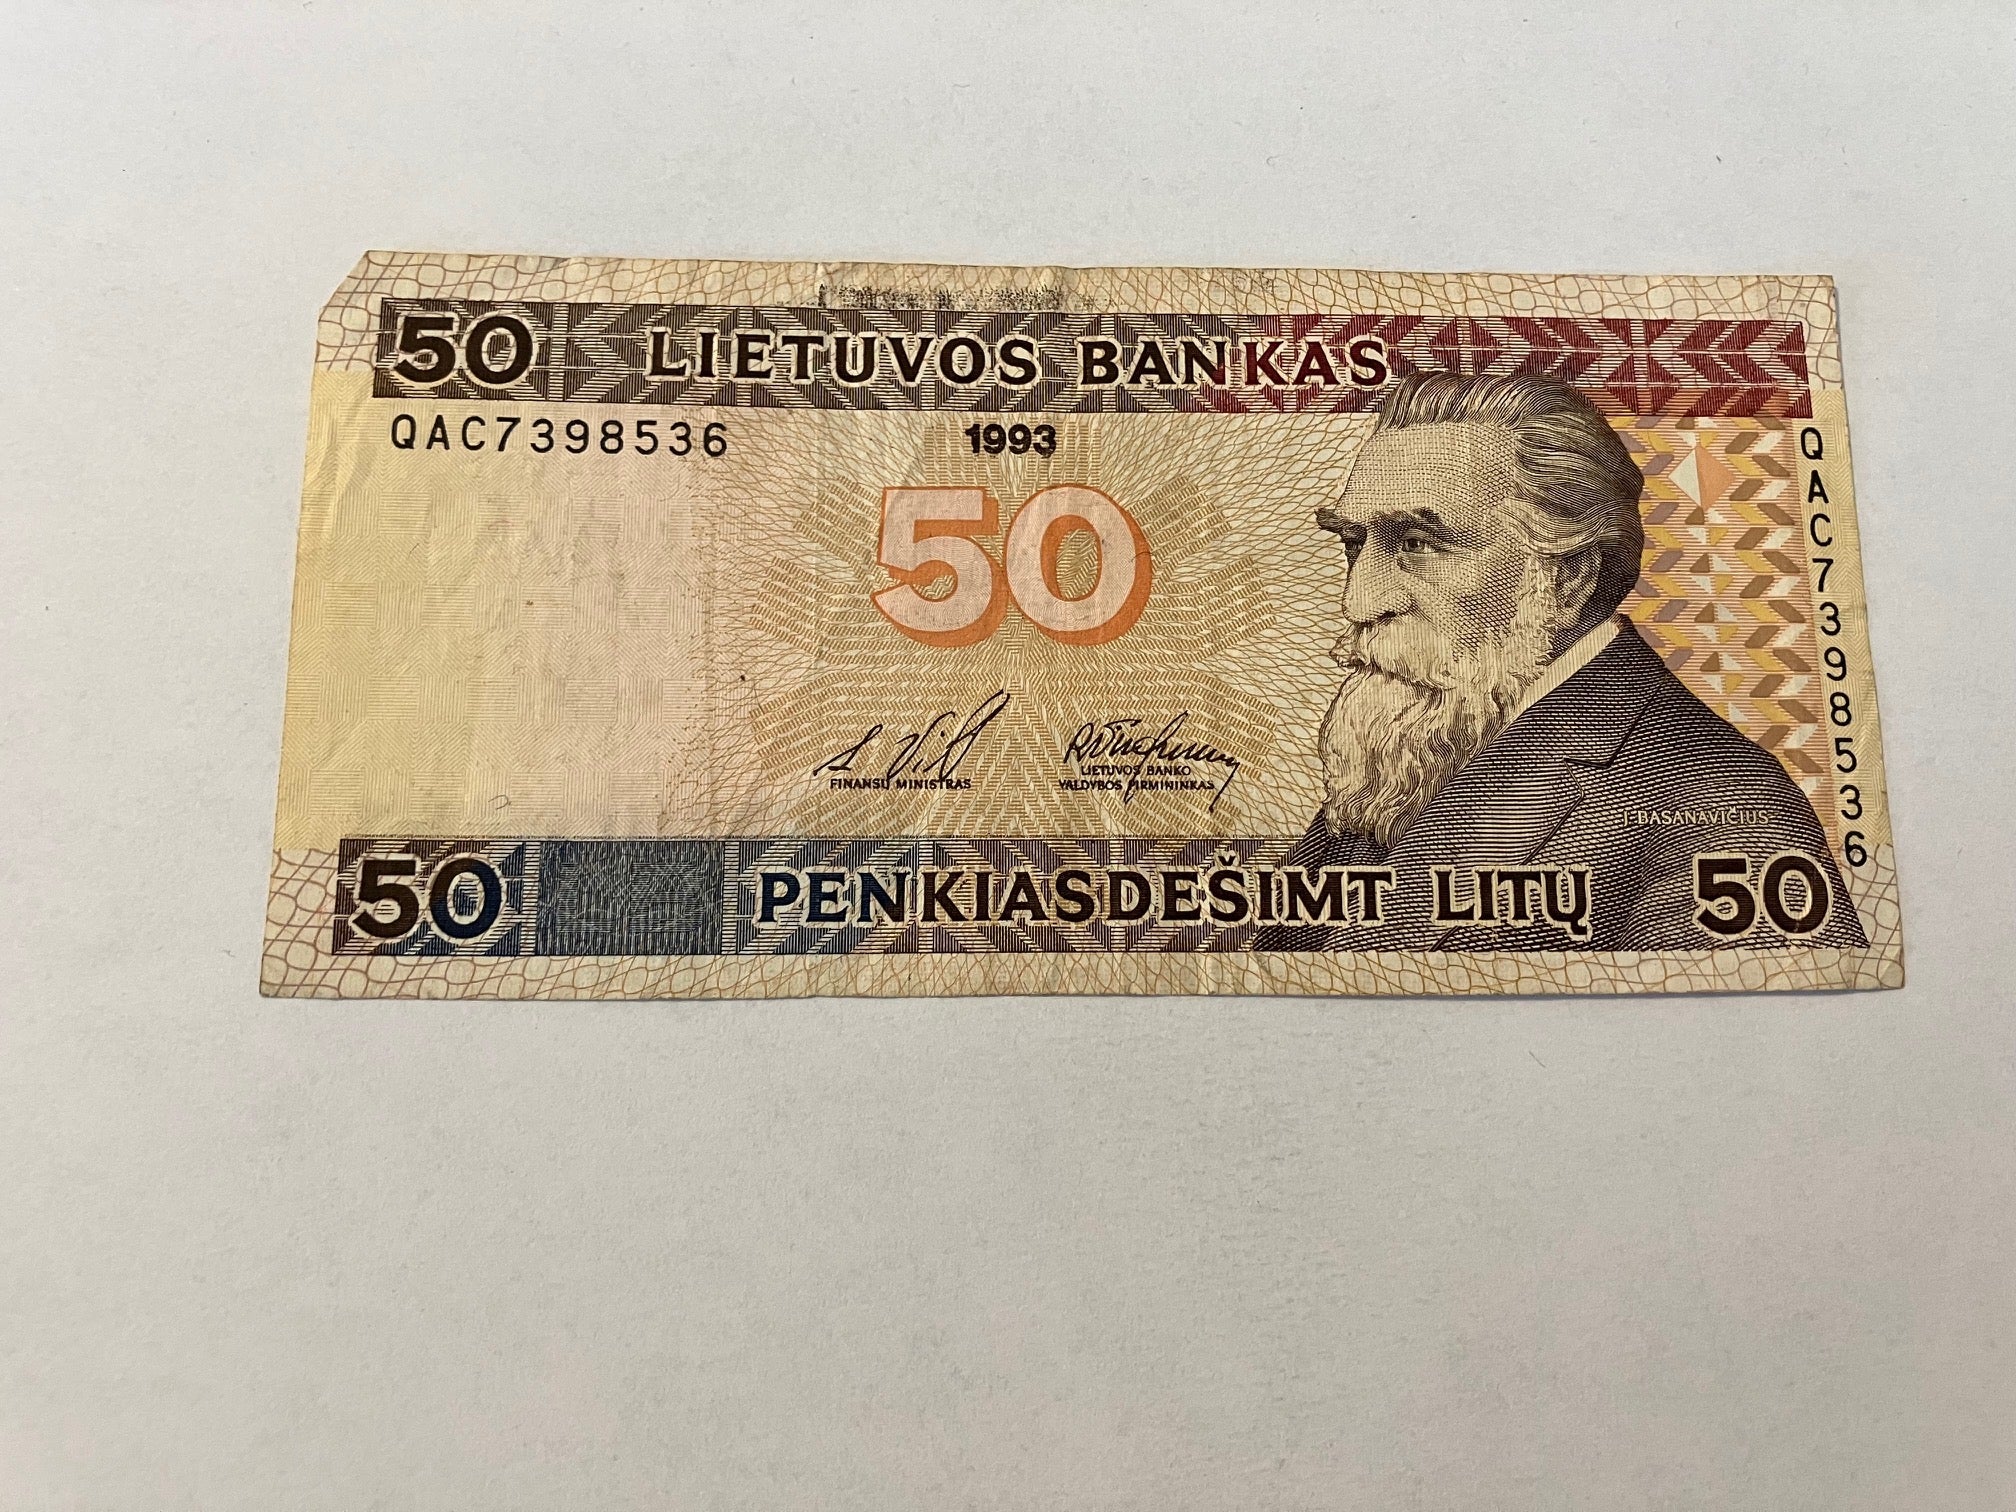 50 LIETUVOS BANKAS
QAC7398536
1993
50
QAC7398536
FINANSŲ MINISTRAS
LIETUVOS BANKO
VALDYBOS PIRMININKAS
J. BASANAVIČIUS
50 PENKIASDEŠIMT LITŲ 50